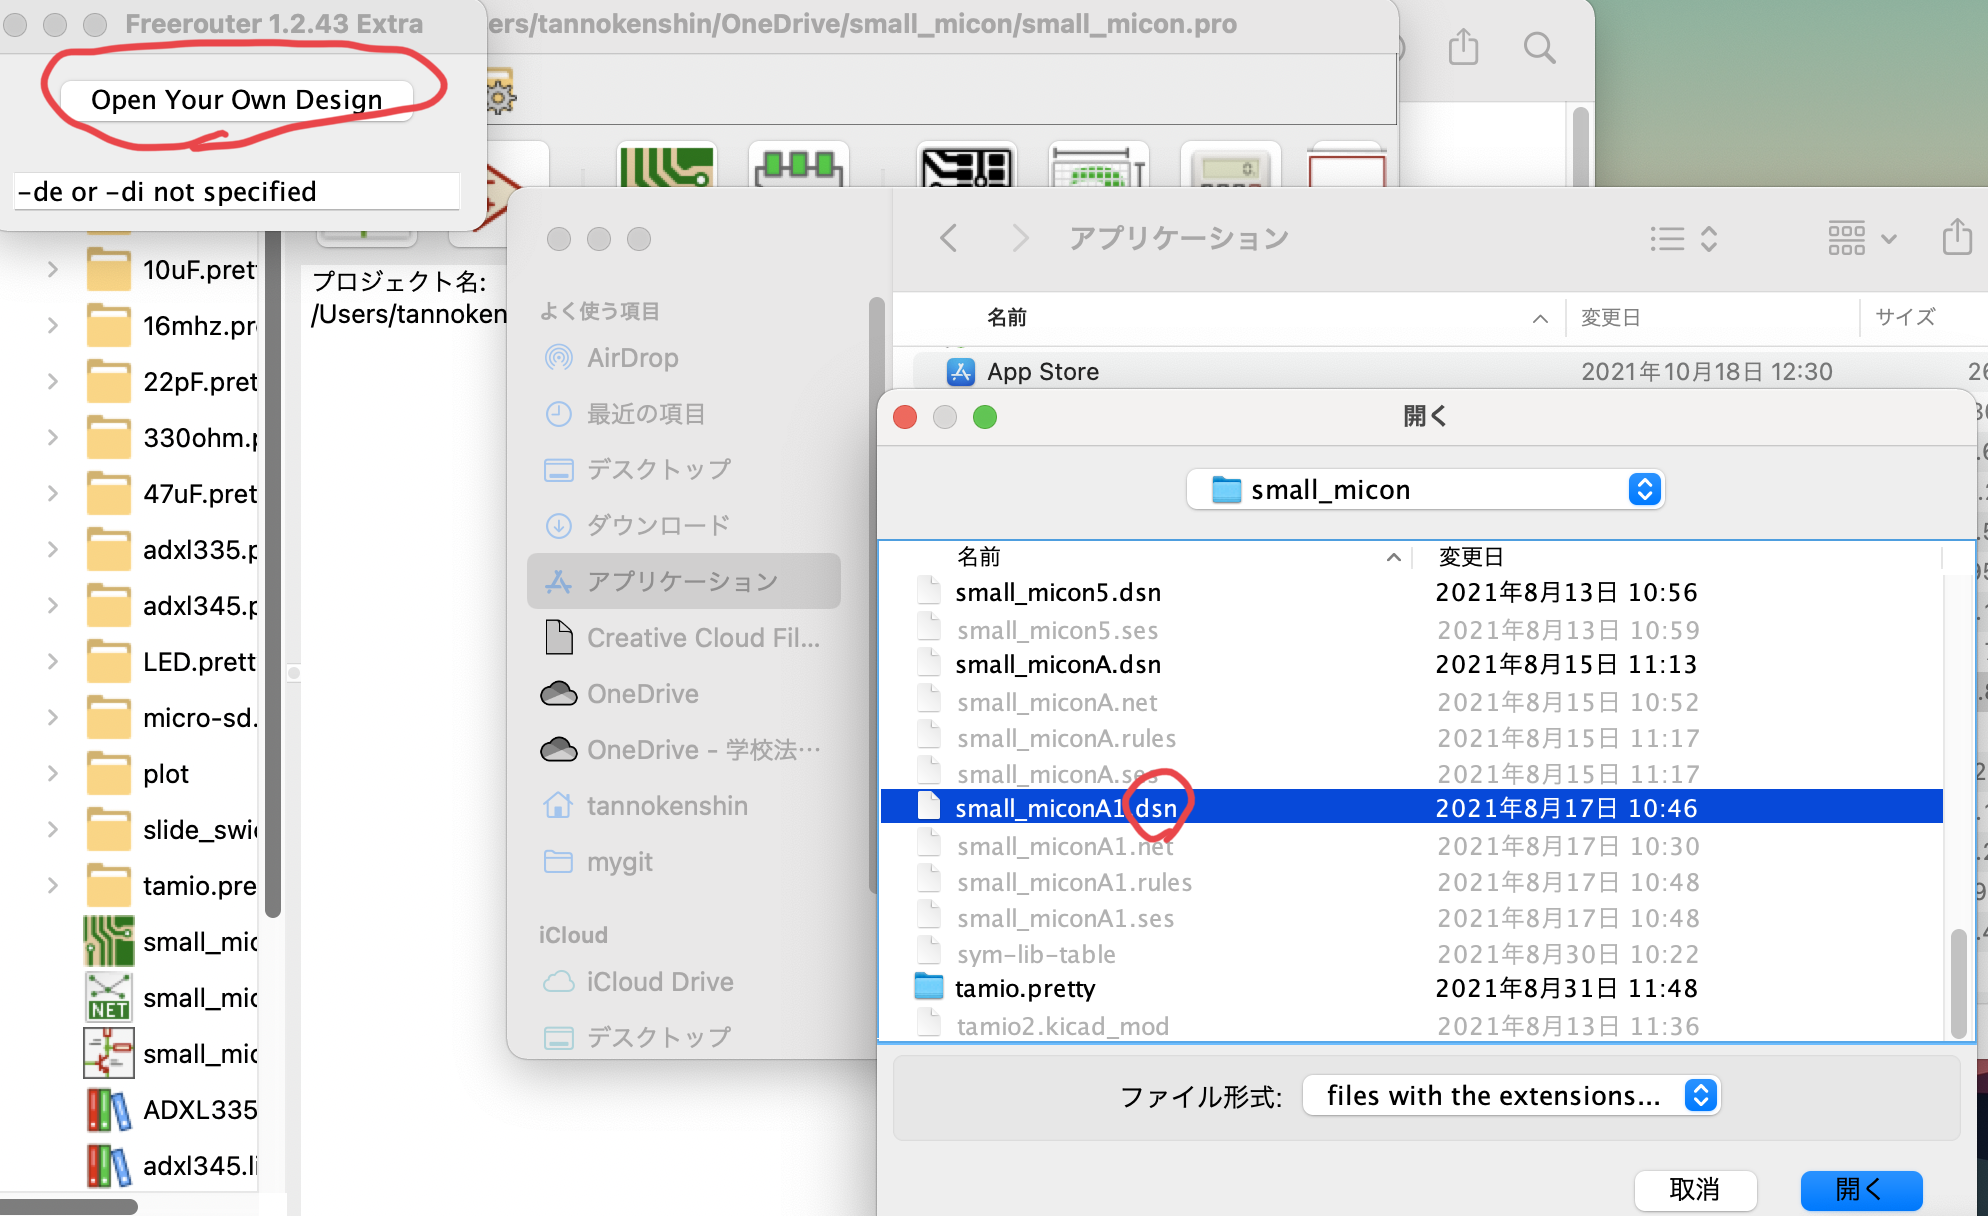 Freerouter 1.2.43 Extra
ers/tannokenshin/OneDrive/small_micon/small_micon.pro
Open Your Own Design
-de or -di not specified
10uF.pret
16mhz.pr
22pF.pret
330ohm.p
47uF.pret
adxl335.p
adxl345.p
LED.prett
micro-sd.
plot
slide_swi
tamio.pre
small_mic
NET
small_mic
small_mic
ADXL335
adxl345.li
プロジェクト名:
/Users/tannoken
よく使う項目
AirDrop
最近の項目
デスクトップ
ダウンロード
アプリケーション
Creative Cloud Fil...
OneDrive
OneDrive - 学校法…
tannokenshin
mygit
iCloud
iCloud Drive
デスクトップ
アプリケーション
名前 変更日 サイズ
App Store 2021年10月18日 12:30 26
開く
small_micon
名前 変更日
small_micon5.dsn 2021年8月13日 10:56
small_micon5.ses 2021年8月13日 10:59
small_miconA.dsn 2021年8月15日 11:13
small_miconA.net 2021年8月15日 10:52
small_miconA.rules 2021年8月15日 11:17
small_miconA.ses 2021年8月15日 11:17
small_miconA1.dsn 2021年8月17日 10:46
small_miconA1.net 2021年8月17日 10:30
small_miconA1.rules 2021年8月17日 10:48
small_miconA1.ses 2021年8月17日 10:48
sym-lib-table 2021年8月30日 10:22
tamio.pretty 2021年8月31日 11:48
tamio2.kicad_mod 2021年8月13日 11:36
ファイル形式: files with the extensions...
取消 開く